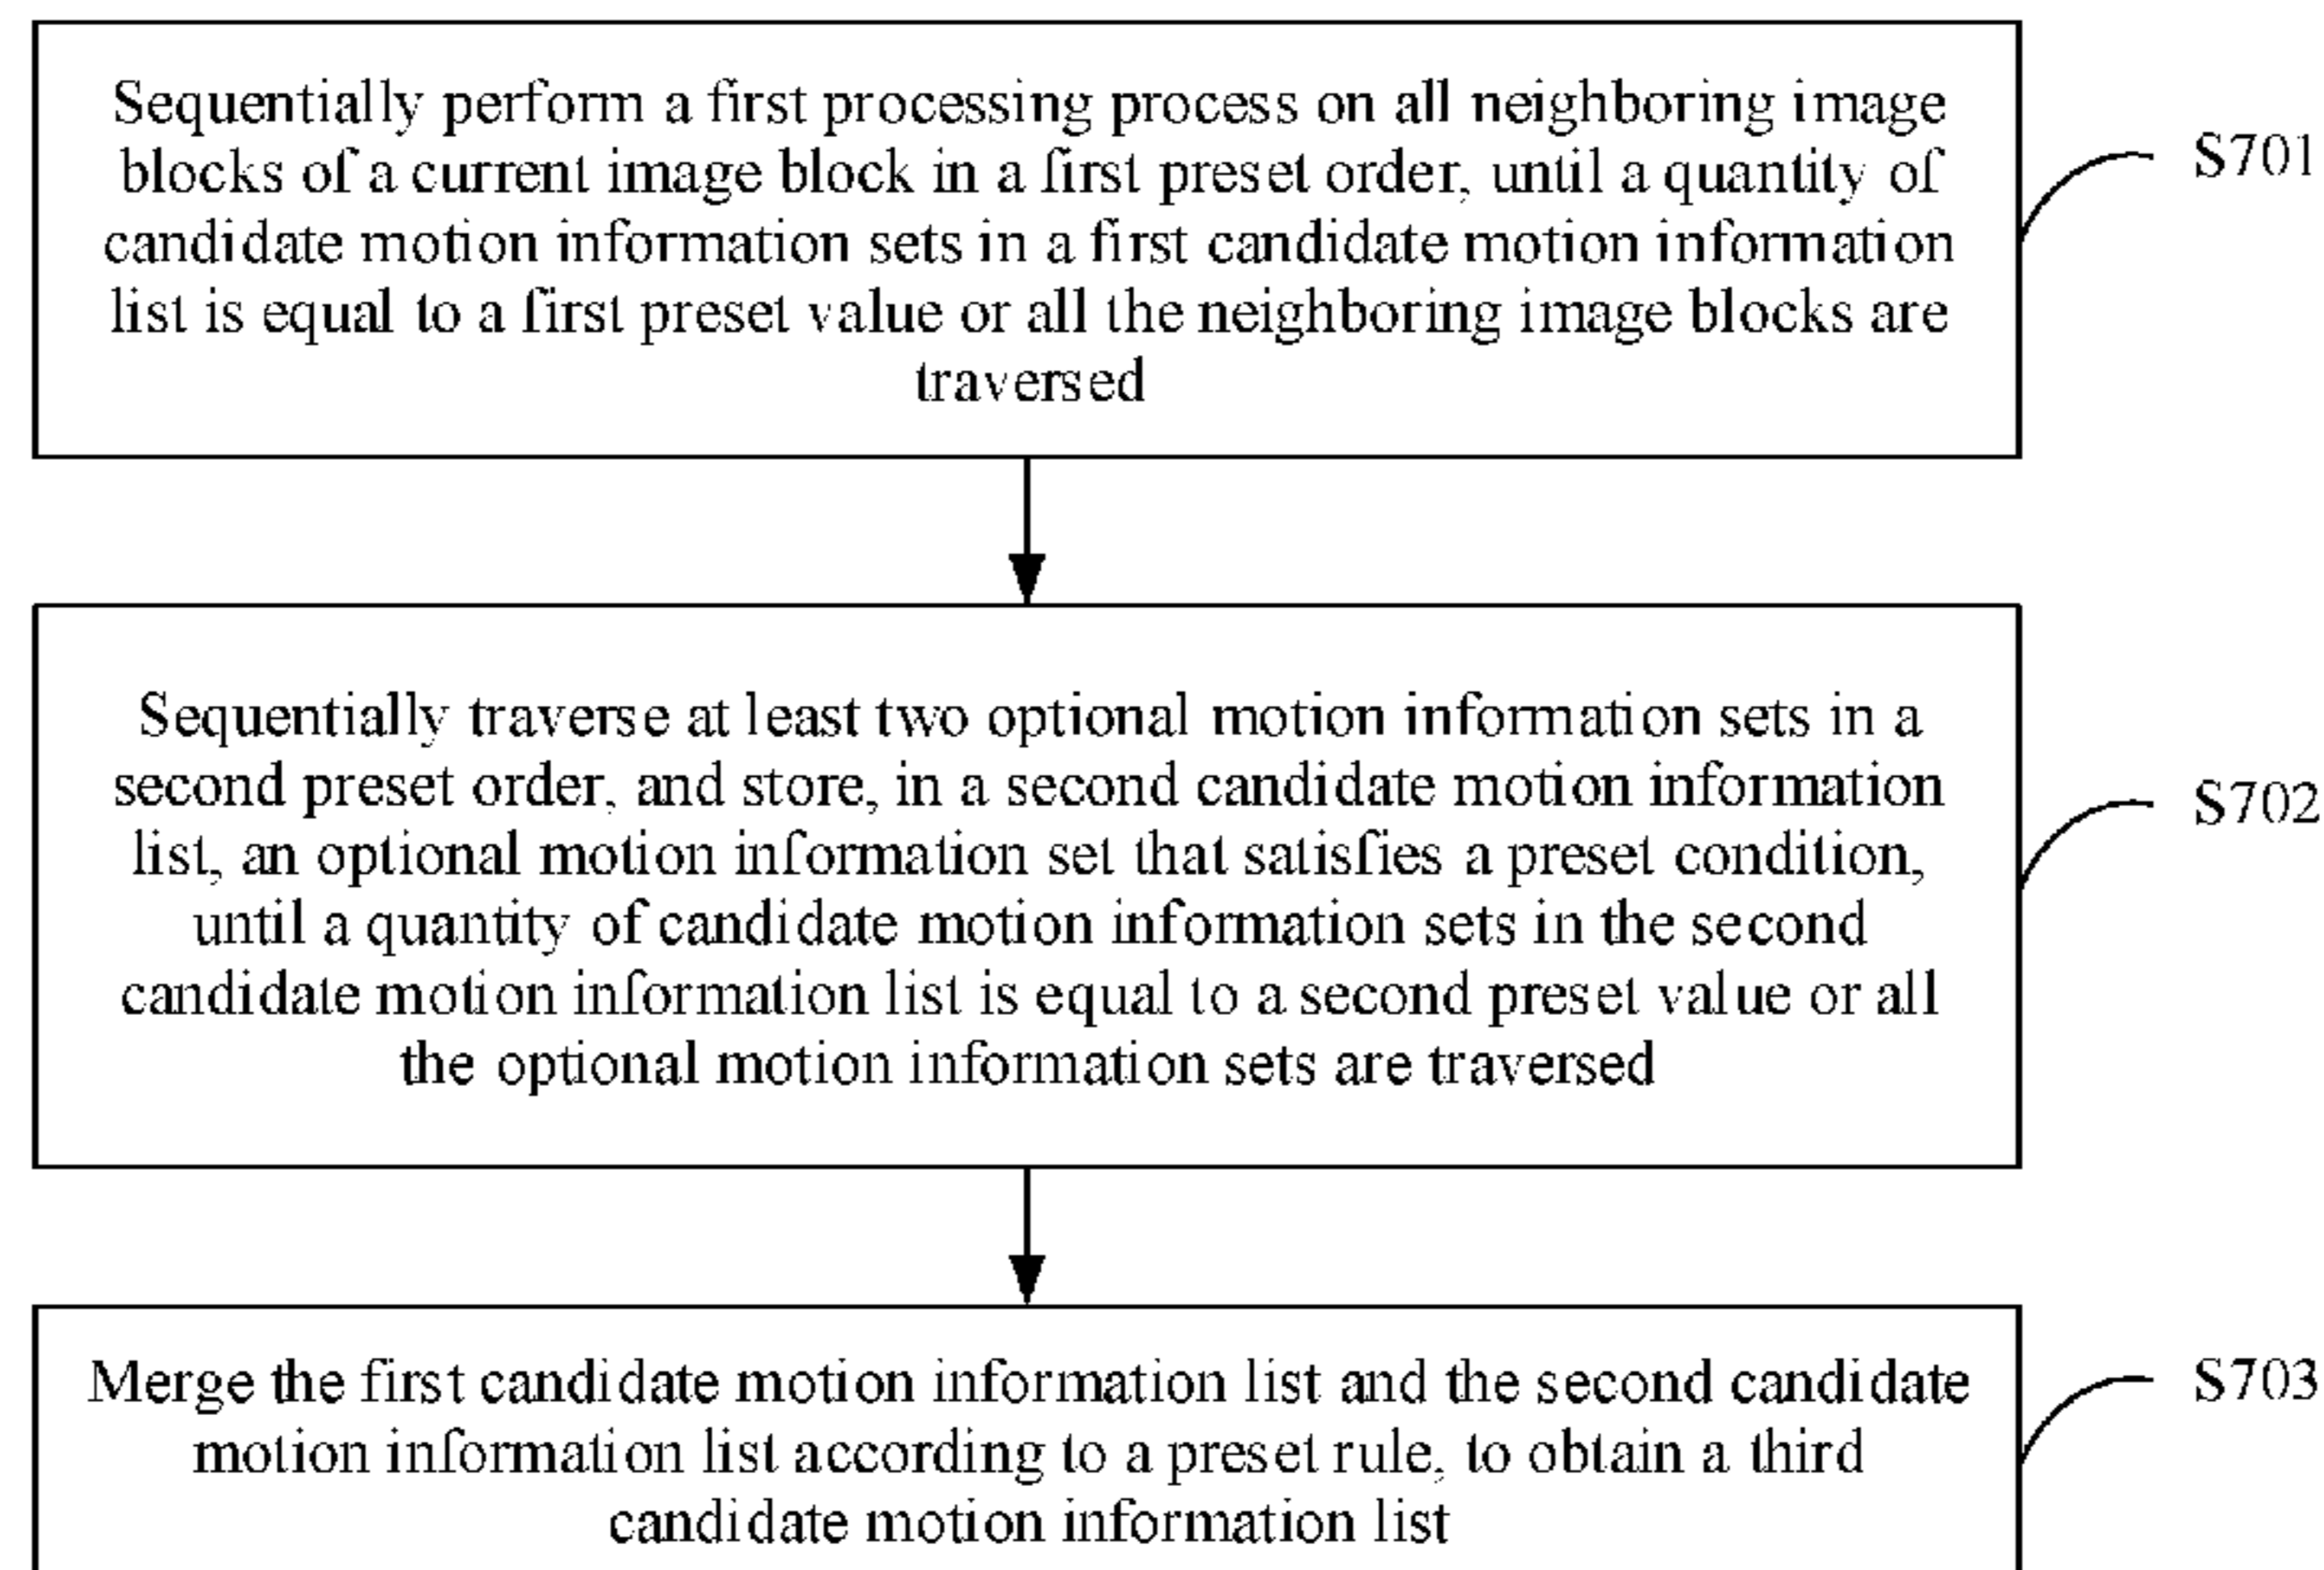 Sequentially perform a first processing process on all neighboring image
blocks of a current image block in a first preset order, until a quantity of
candidate motion information sets in a first candidate motion information
list is equal to a first preset value or all the neighboring image blocks are
traversed
S701
Sequentially traverse at least two optional motion information sets in a
second preset order, and store, in a second candidate motion information
list, an optional motion information set that satisfies a preset condition,
until a quantity of candidate motion information sets in the second
candidate motion information list is equal to a second preset value or all
the optional motion information sets are traversed
S702
Merge the first candidate motion information list and the second candidate
motion information list according to a preset rule, to obtain a third
candidate motion information list
S703